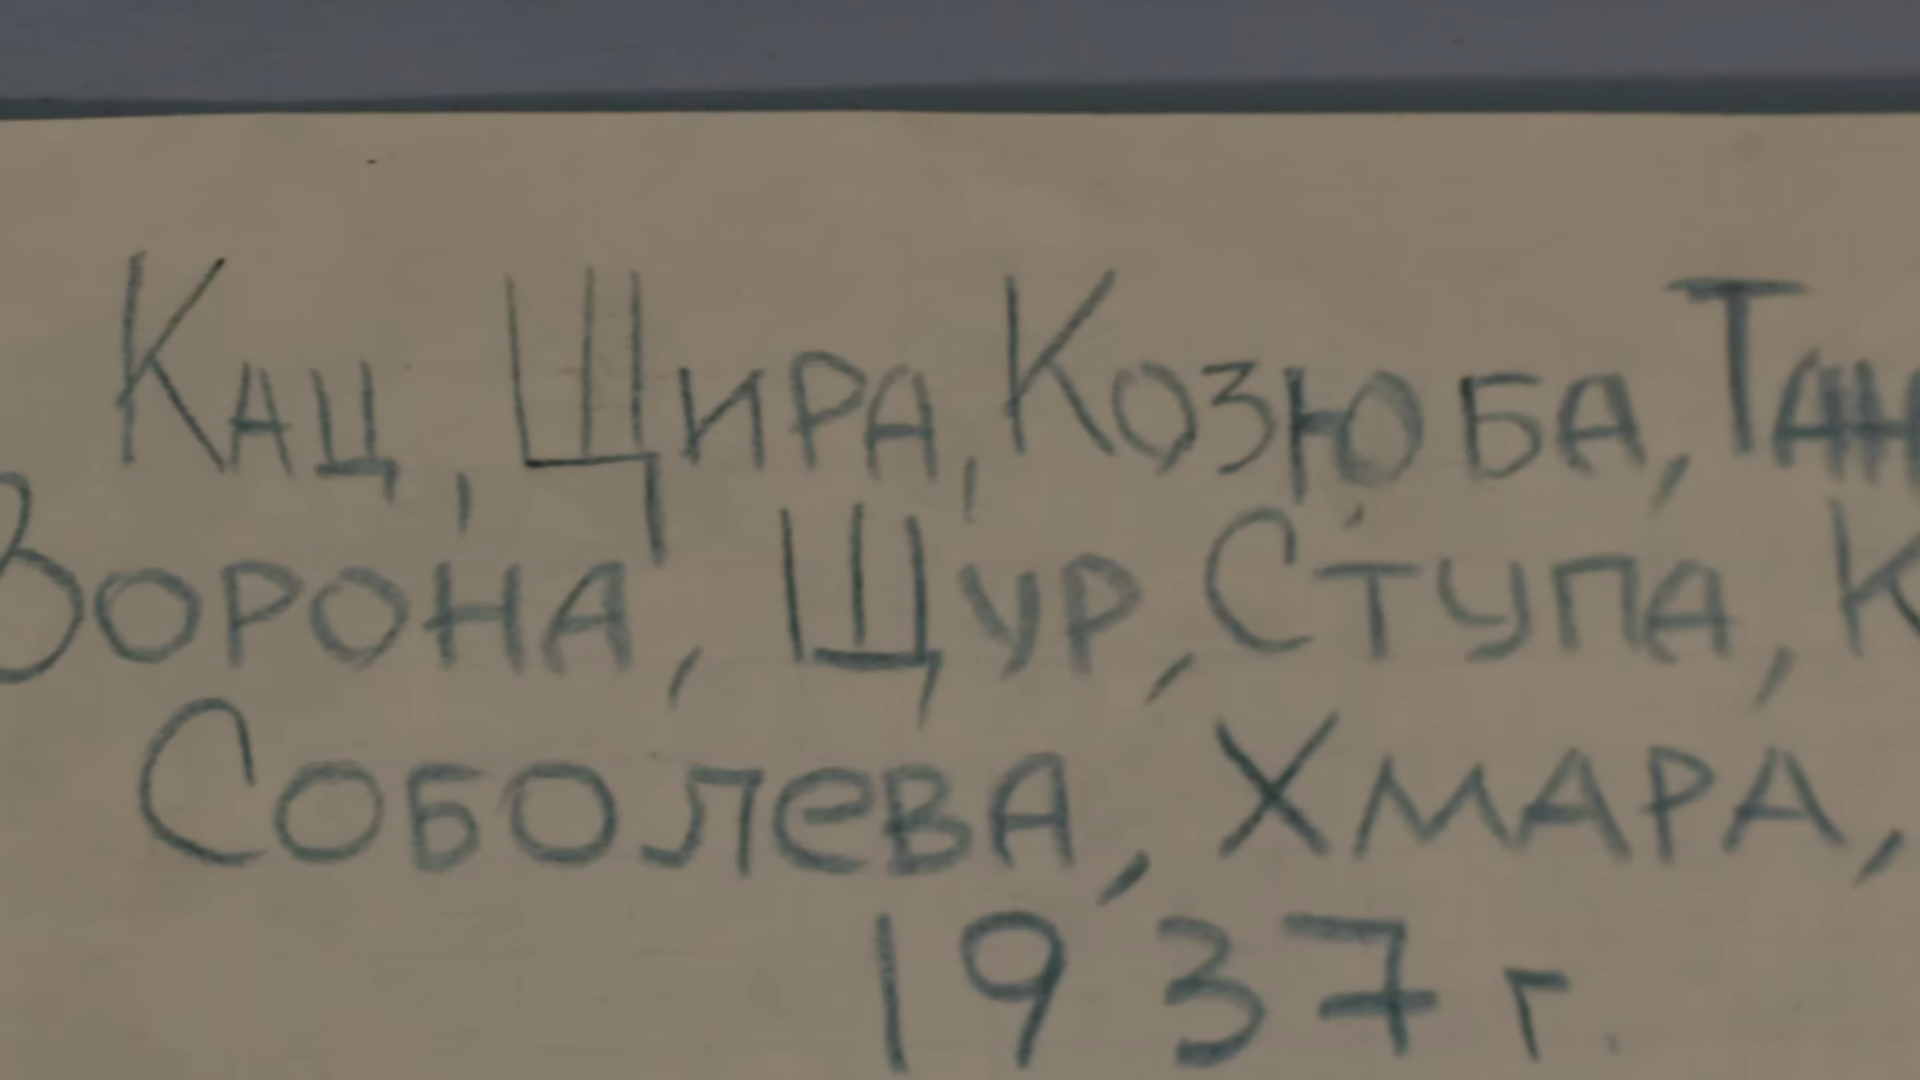 Кац, Щира, Козюба,
Ворона, Щур, Ступа,
Соболева, Хмара,
1937 г.